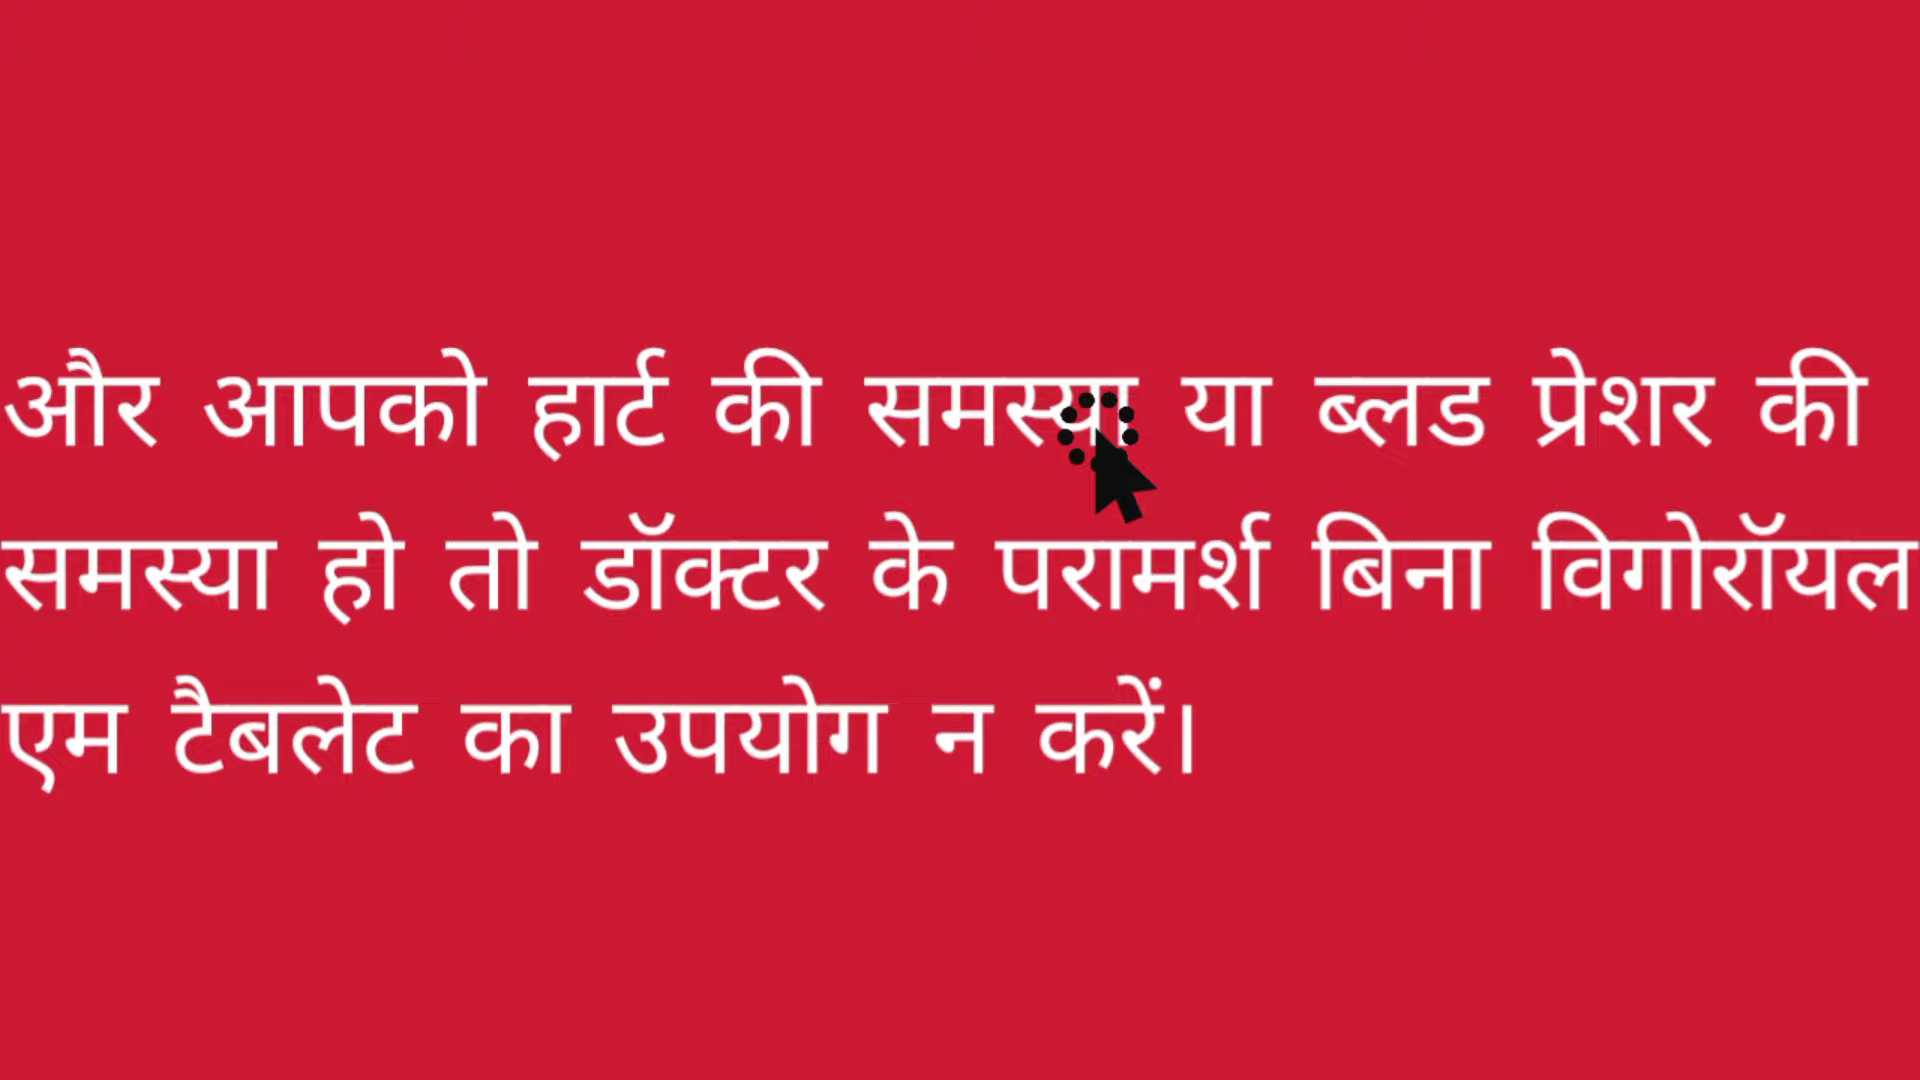 और आपको हार्ट की समस्या या ब्लड प्रेशर की
समस्या हो तो डॉक्टर के परामर्श बिना विगोरॉयल
एम टैबलेट का उपयोग न करें।